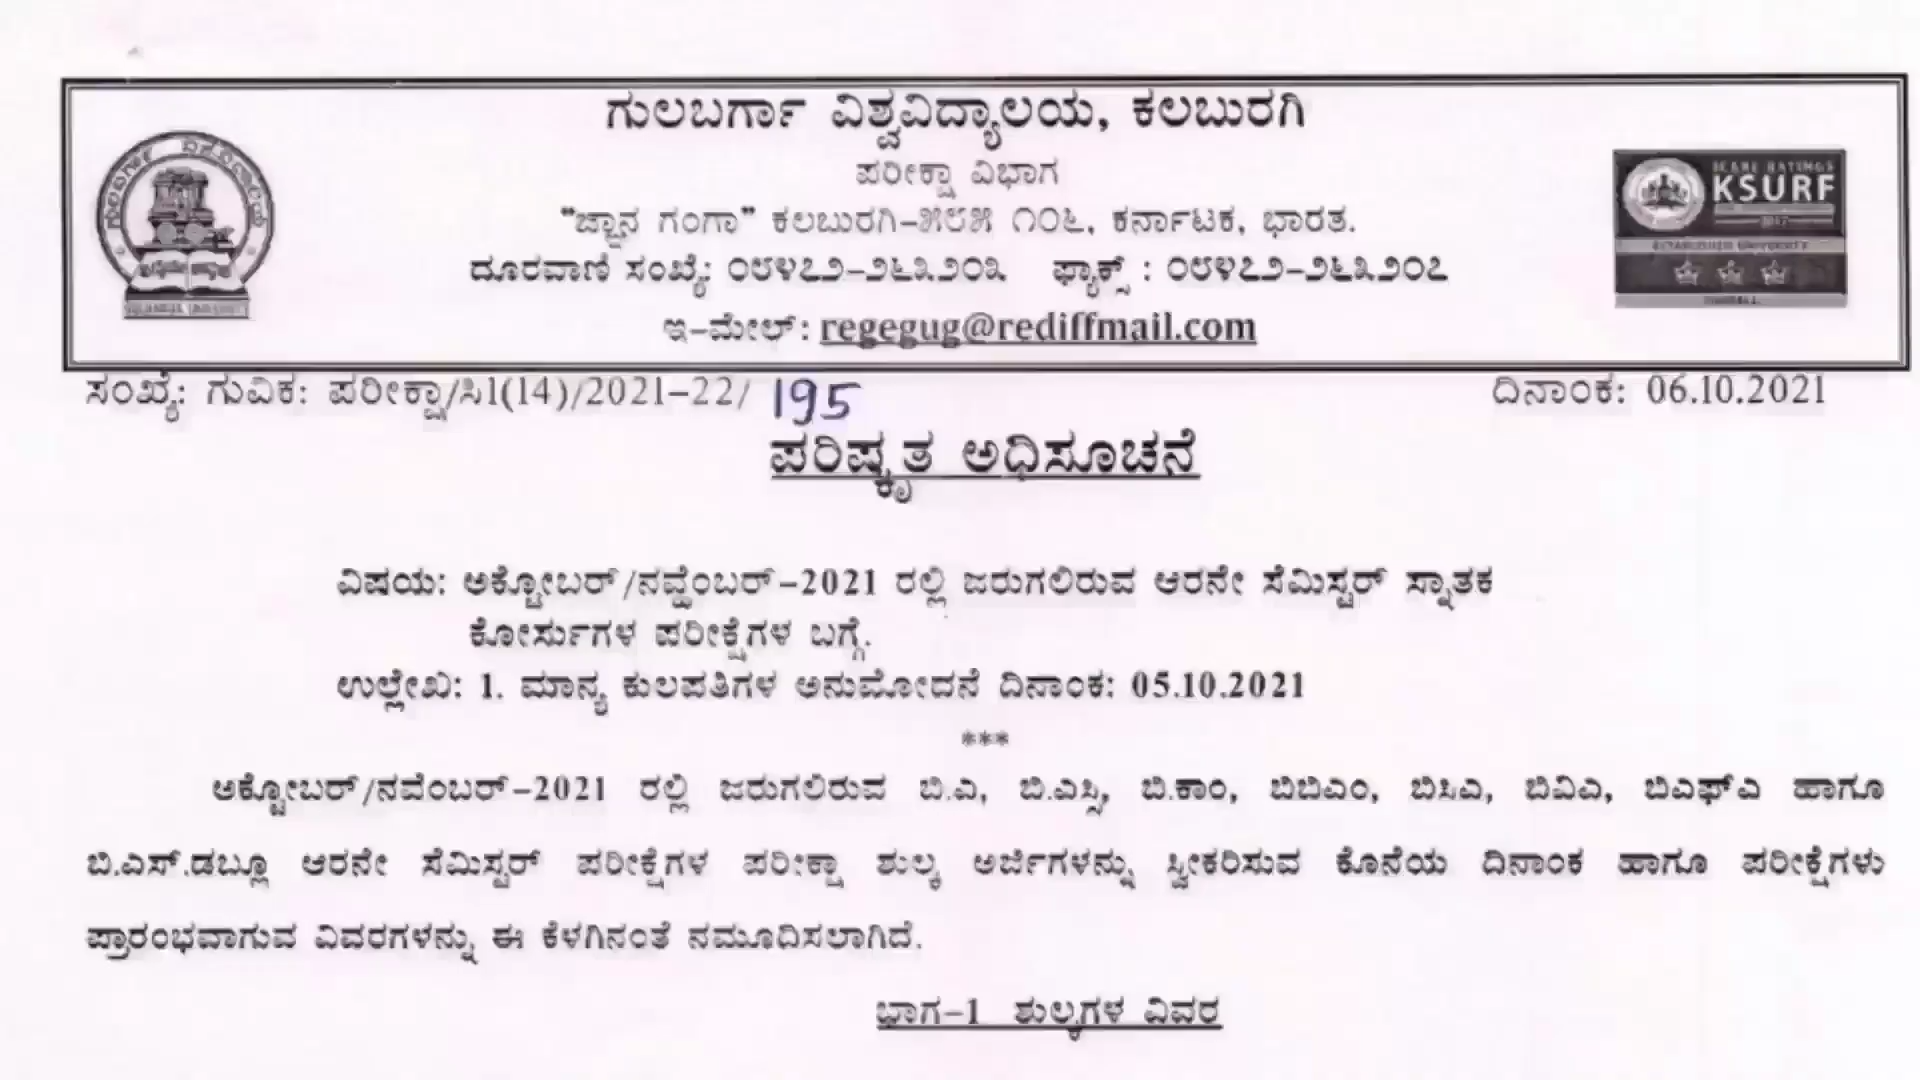 ಗುಲಬರ್ಗಾ ವಿಶ್ವವಿದ್ಯಾಲಯ, ಕಲಬುರಗಿ
ಪರೀಕ್ಷಾ ವಿಭಾಗ
"ಜ್ಞಾನ ಗಂಗಾ" ಕಲಬುರಗಿ-೫೮೫ ೧೦೬, ಕರ್ನಾಟಕ, ಭಾರತ.
ದೂರವಾಣಿ ಸಂಖ್ಯೆ: ೦೮೪೭೨-೨೬೩೨೦೩ ಫ್ಯಾಕ್ಸ್ : ೦೮೪೭೨-೨೬೩೨೦೭
ಇ-ಮೇಲ್: regegug@rediffmail.com
KSURF
2017
ESTABLISHED UNIVERSITY
ಸಂಖ್ಯೆ: ಗುವಿಕ: ಪರೀಕ್ಷಾ/ಸಿ1(14)/2021-22/ 195 ದಿನಾಂಕ: 06.10.2021
ಪರಿಷ್ಕೃತ ಅಧಿಸೂಚನೆ
ವಿಷಯ: ಅಕ್ಟೋಬರ್/ನವ್ಹೆಂಬರ್-2021 ರಲ್ಲಿ ಜರುಗಲಿರುವ ಆರನೇ ಸೆಮಿಸ್ಟರ್ ಸ್ನಾತಕ
ಕೋರ್ಸುಗಳ ಪರೀಕ್ಷೆಗಳ ಬಗ್ಗೆ.
ಉಲ್ಲೇಖ: 1. ಮಾನ್ಯ ಕುಲಪತಿಗಳ ಅನುಮೋದನೆ ದಿನಾಂಕ: 05.10.2021
***
ಅಕ್ಟೋಬರ್/ನವೆಂಬರ್-2021 ರಲ್ಲಿ ಜರುಗಲಿರುವ ಬಿ.ಎ, ಬಿ.ಎಸ್ಸಿ, ಬಿ.ಕಾಂ, ಬಿಬಿಎಂ, ಬಿಸಿಎ, ಬಿವಿಎ, ಬಿಎಫ್ಎ ಹಾಗೂ
ಬಿ.ಎಸ್.ಡಬ್ಲೂ ಆರನೇ ಸೆಮಿಸ್ಟರ್ ಪರೀಕ್ಷೆಗಳ ಪರೀಕ್ಷಾ ಶುಲ್ಕ ಅರ್ಜಿಗಳನ್ನು ಸ್ವೀಕರಿಸುವ ಕೊನೆಯ ದಿನಾಂಕ ಹಾಗೂ ಪರೀಕ್ಷೆಗಳು
ಪ್ರಾರಂಭವಾಗುವ ವಿವರಗಳನ್ನು ಈ ಕೆಳಗಿನಂತೆ ನಮೂದಿಸಲಾಗಿದೆ.
ಭಾಗ-1 ಶುಲ್ಕಗಳ ವಿವರ